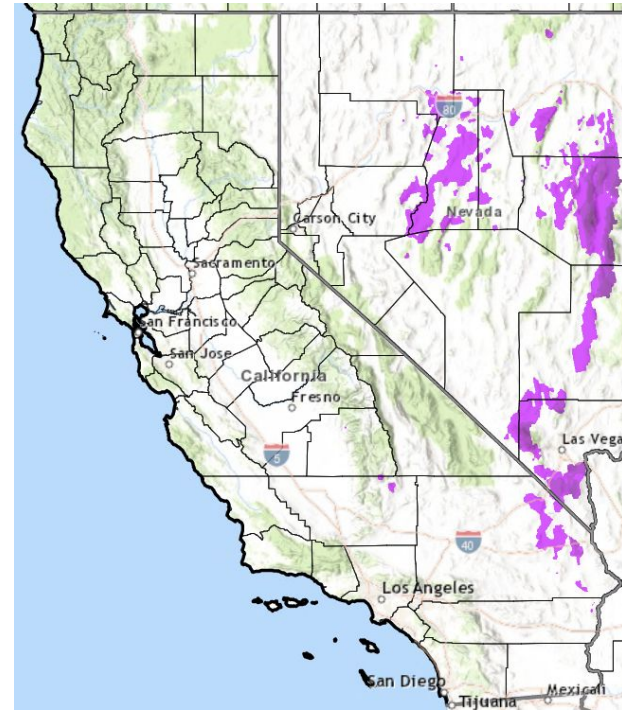 80
Nevada
Carson City
Sacramento
San Francisco
San Jose
California
Fresno
5
Las Vega
40
Los Angeles
San Diego
Tijuana
Mexicali